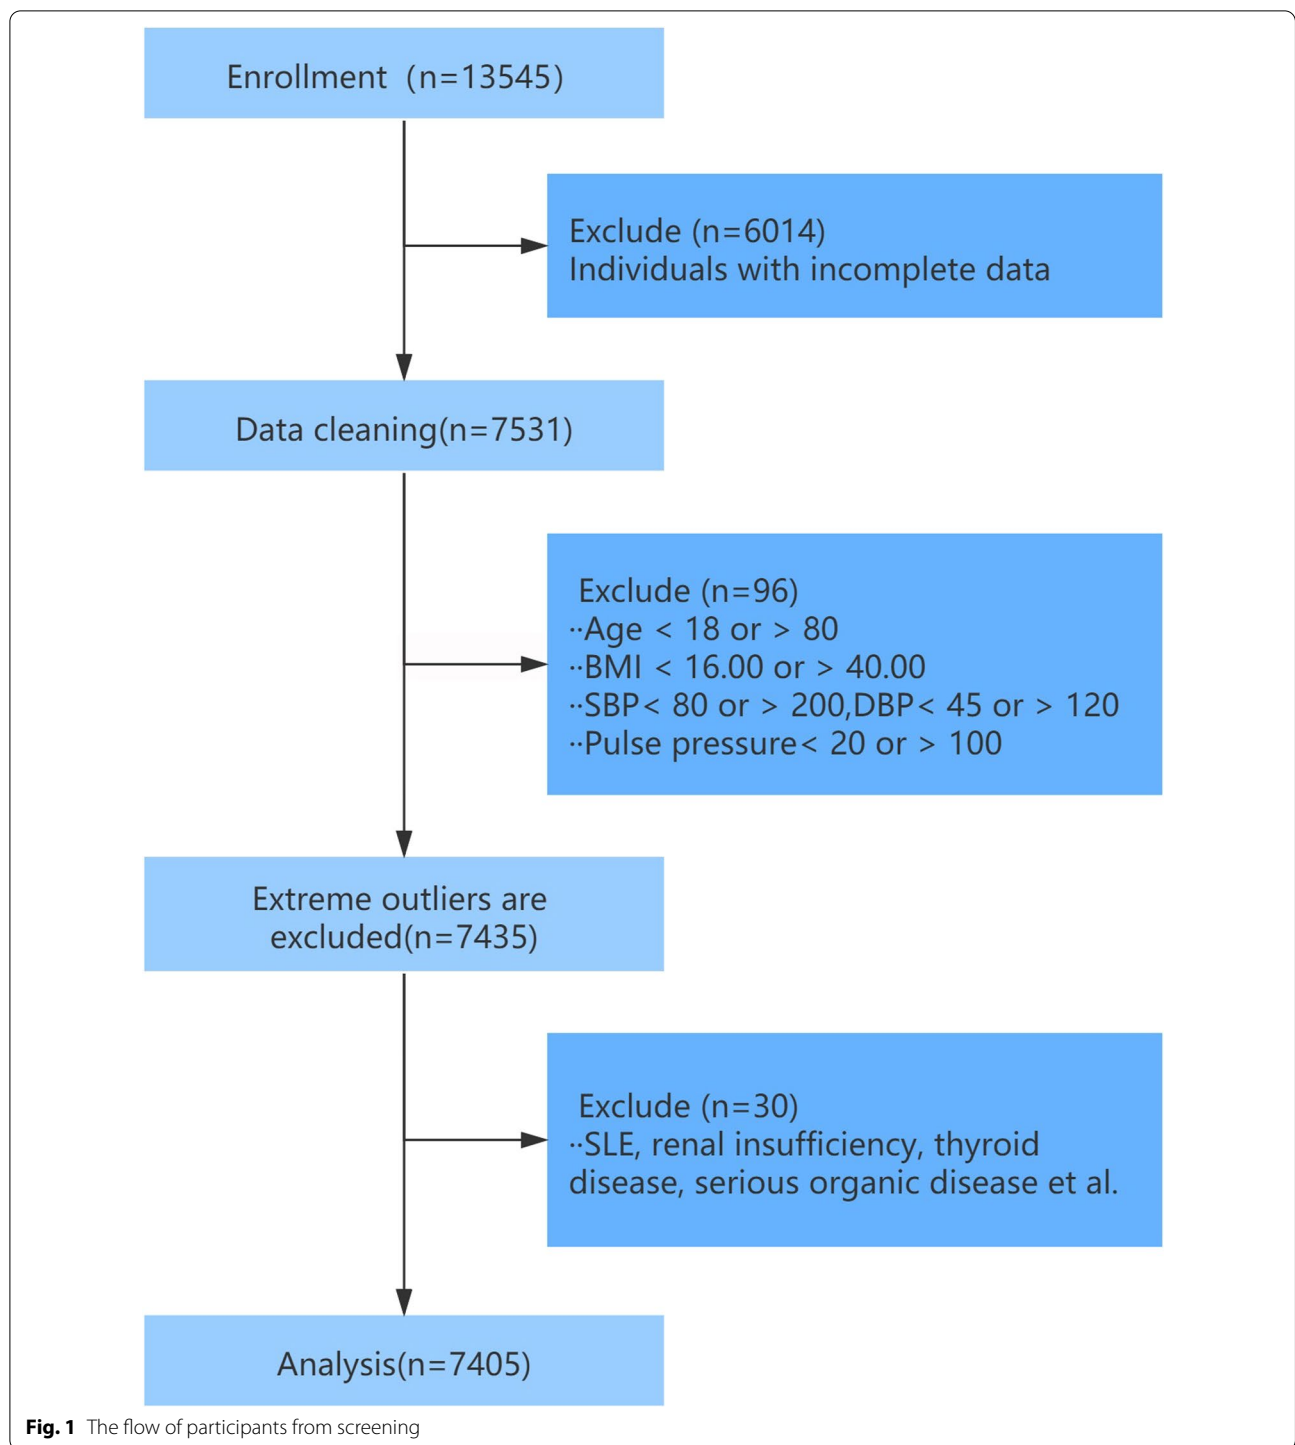 Enrollment (n=13545)
Exclude (n=6014)
Individuals with incomplete data
Data cleaning(n=7531)
Exclude (n=96)
··Age < 18 or > 80
··BMI < 16.00 or > 40.00
··SBP< 80 or > 200,DBP< 45 or > 120
··Pulse pressure< 20 or > 100
Extreme outliers are
excluded(n=7435)
Exclude (n=30)
··SLE, renal insufficiency, thyroid
disease, serious organic disease et al.
Analysis(n=7405)
Fig. 1 The flow of participants from screening